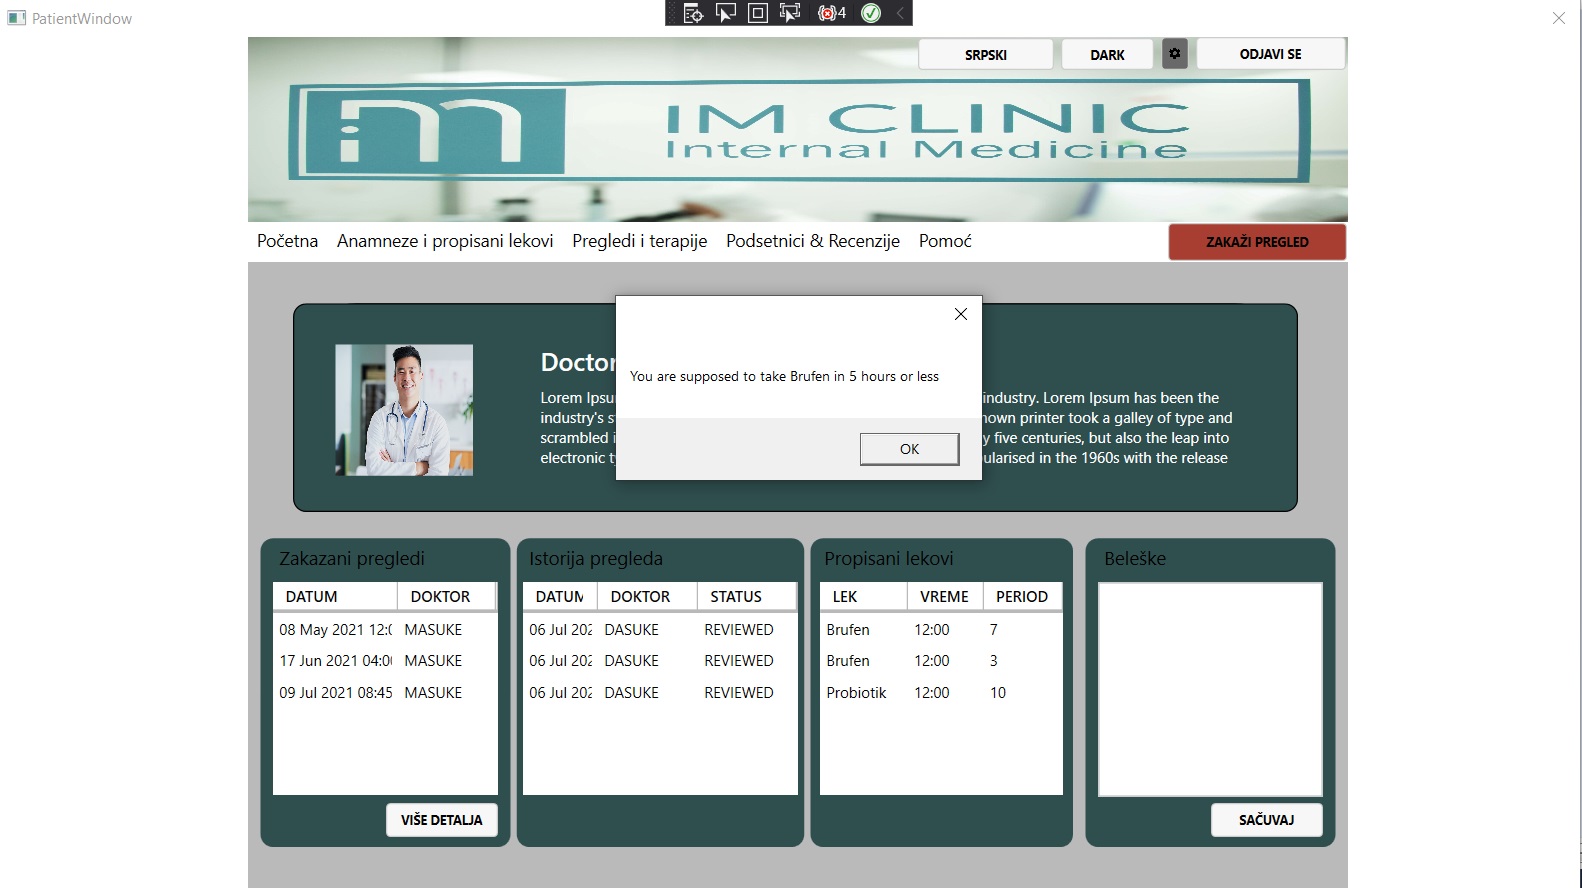 PatientWindow
4
SRPSKI
DARK
ODJAVI SE
IM CLINIC
Internal Medicine
Početna
Anamneze i propisani lekovi
Pregledi i terapije
Podsetnici & Recenzije
Pomoć
ZAKAŽI PREGLED
You are supposed to take Brufen in 5 hours or less
OK
Doctor
Lorem Ipsu industry. Lorem Ipsum has been the
industry's s nown printer took a galley of type and
scrambled i y five centuries, but also the leap into
electronic t ularised in the 1960s with the release
Zakazani pregledi
DATUM DOKTOR
08 May 2021 12:0 MASUKE
17 Jun 2021 04:00 MASUKE
09 Jul 2021 08:45 MASUKE
VIŠE DETALJA
Istorija pregleda
DATUM DOKTOR STATUS
06 Jul 202 DASUKE REVIEWED
06 Jul 202 DASUKE REVIEWED
06 Jul 202 DASUKE REVIEWED
Propisani lekovi
LEK VREME PERIOD
Brufen 12:00 7
Brufen 12:00 3
Probiotik 12:00 10
Beleške
SAČUVAJ